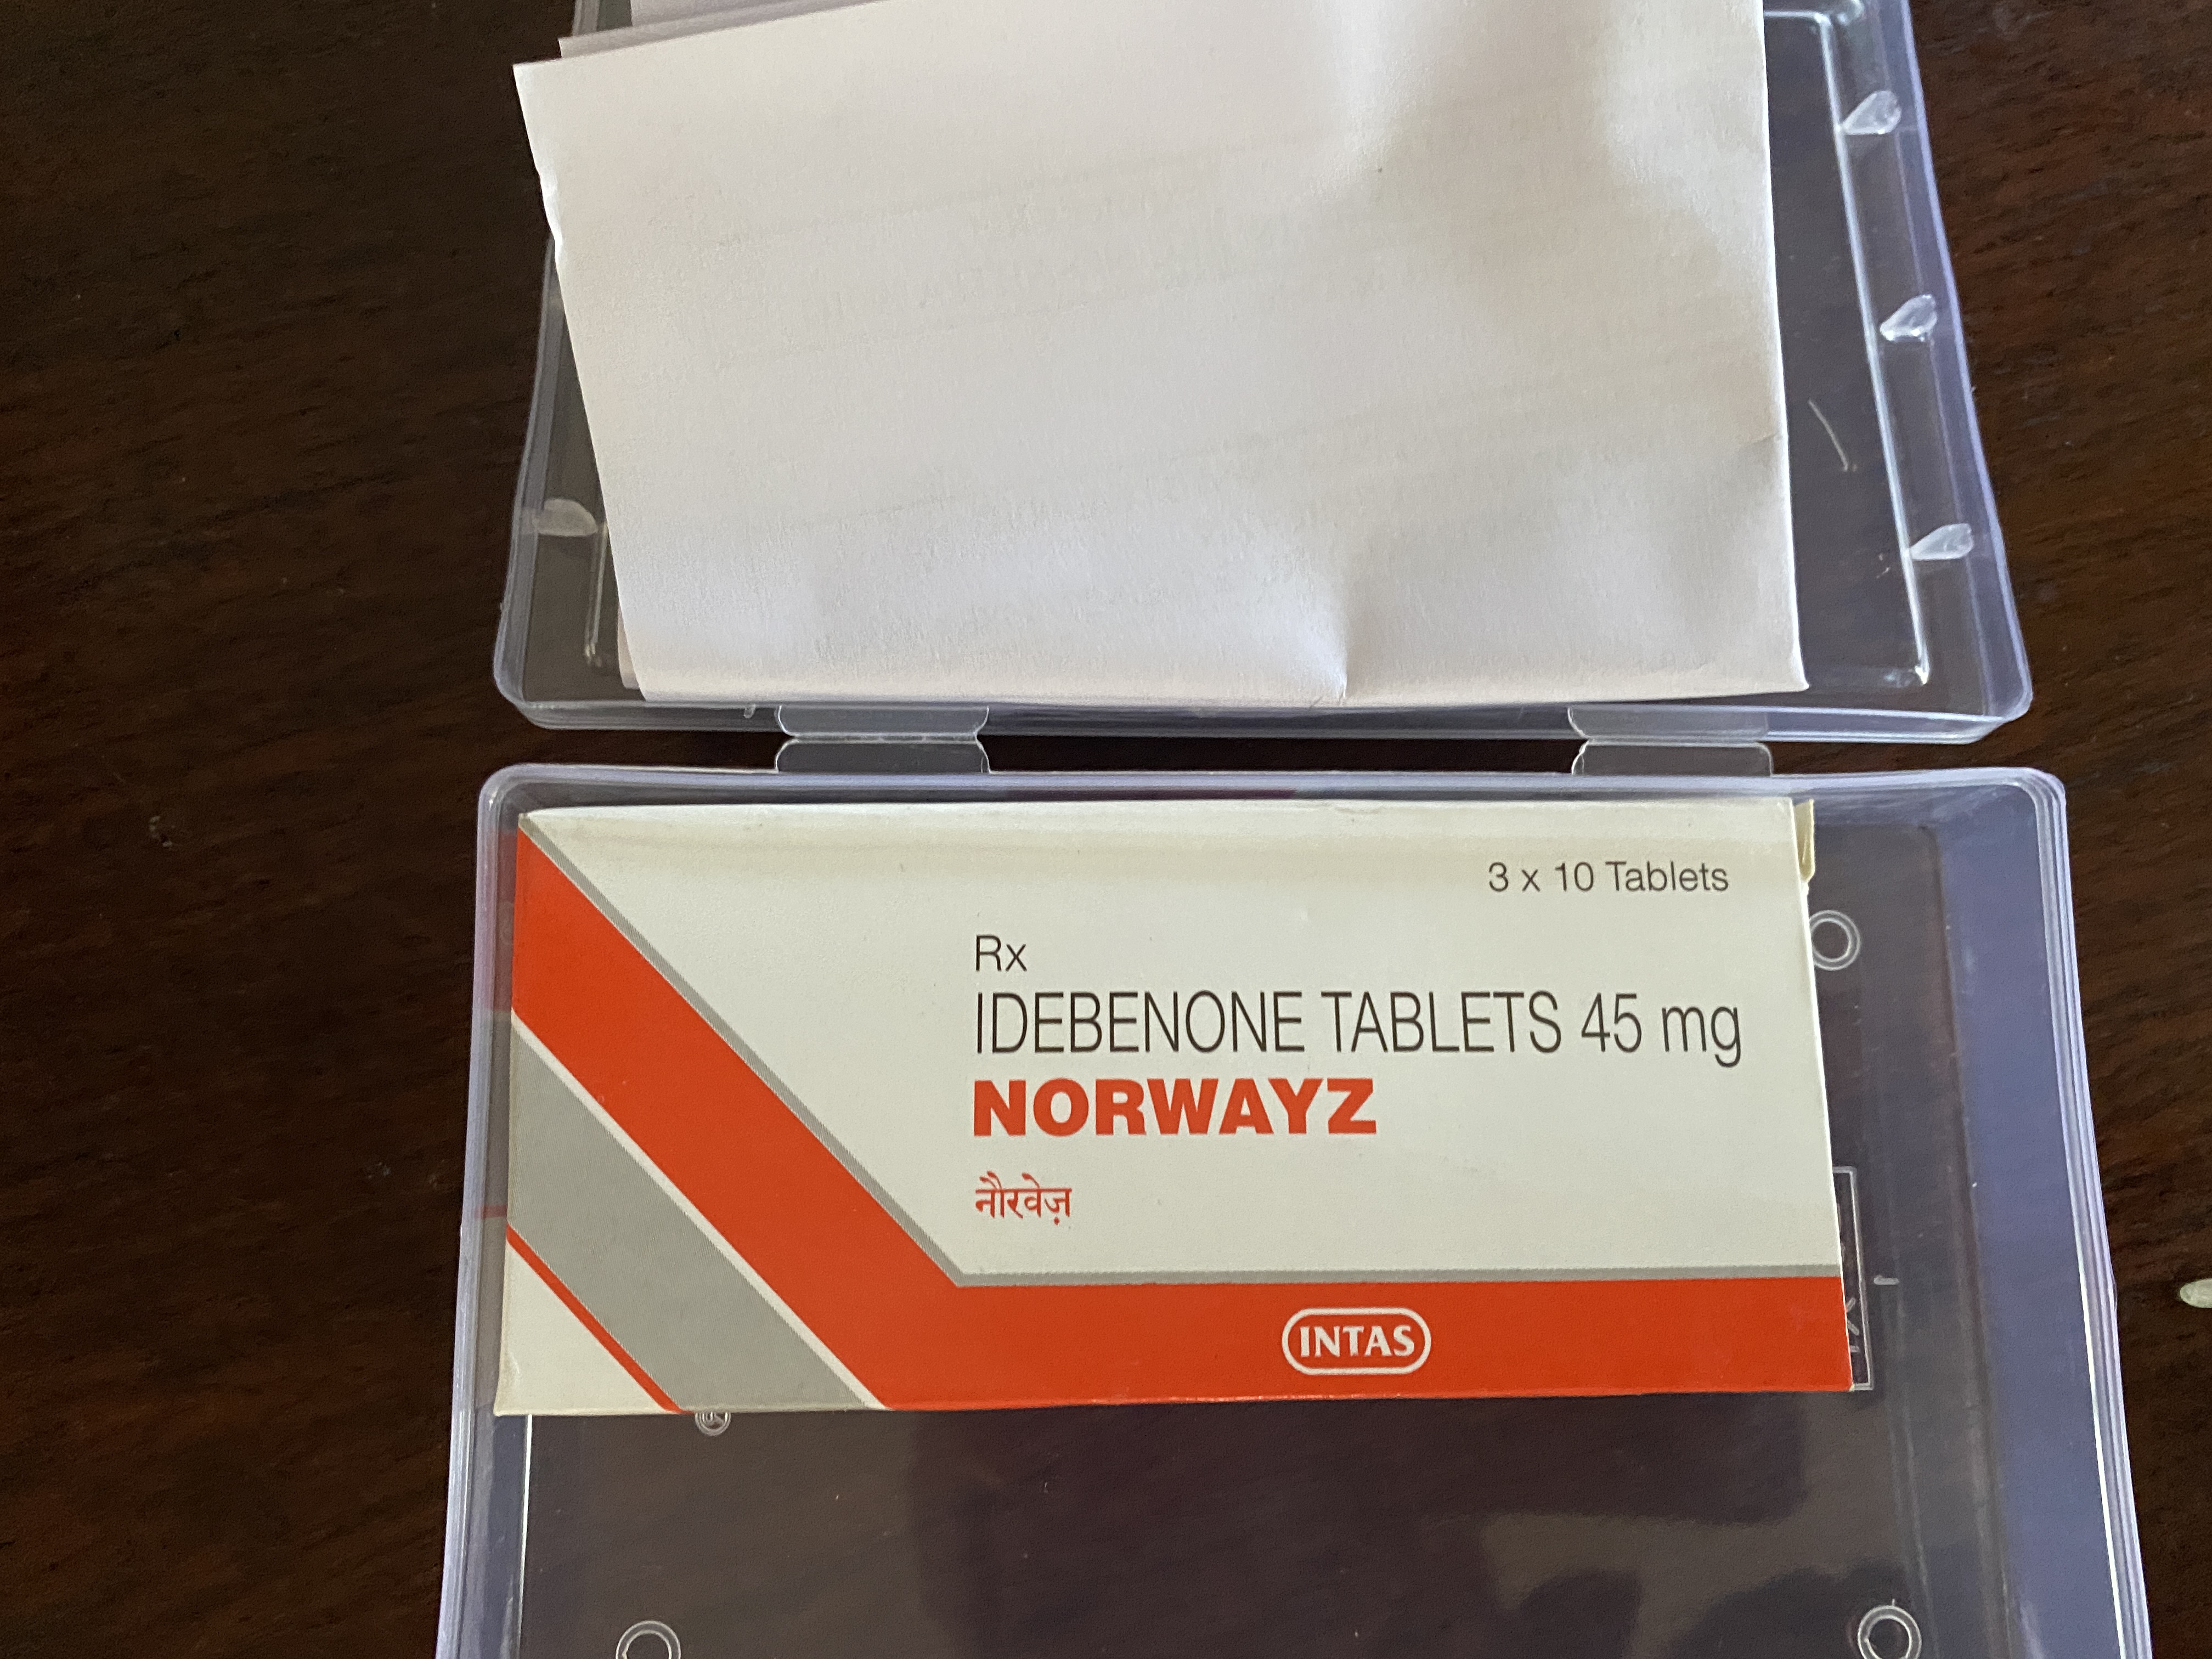 3 x 10 Tablets
Rx
IDEBENONE TABLETS 45 mg
NORWAYZ
नौरवेज़
INTAS